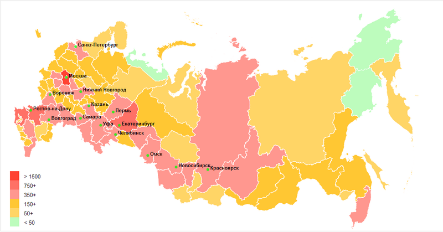 Санкт-Петербург
Москва
Нижний Новгород
Воронеж
Казань
Пермь
Ростов-на-Дону
Волгоград
Самара
Уфа
Екатеринбург
Челябинск
Омск
Новосибирск
Красноярск
> 1500
750+
350+
150+
50+
< 50